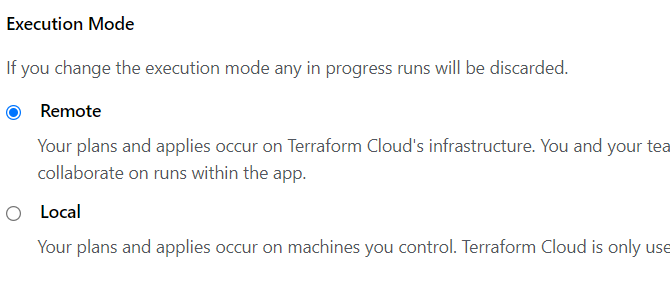 Execution Mode
If you change the execution mode any in progress runs will be discarded.
Remote
Your plans and applies occur on Terraform Cloud's infrastructure. You and your tea
collaborate on runs within the app.
Local
Your plans and applies occur on machines you control. Terraform Cloud is only use